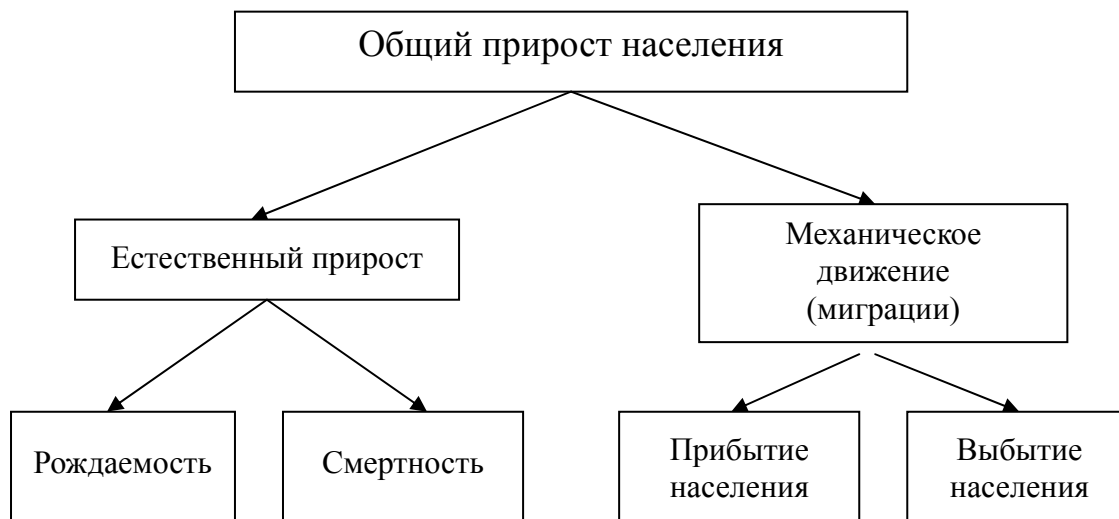 Общий прирост населения
Естественный прирост
Механическое
движение
(миграции)
Рождаемость
Смертность
Прибытие
населения
Выбытие
населения